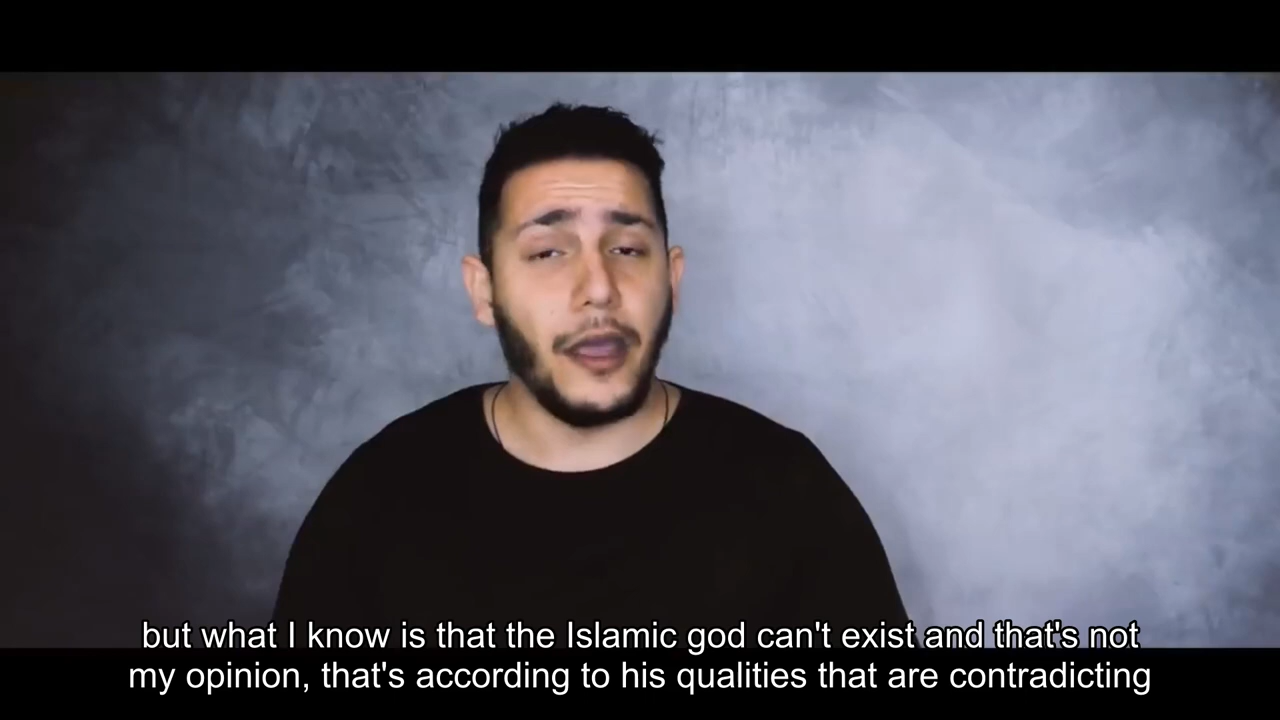 but what I know is that the Islamic god can't exist and that's not
my opinion, that's according to his qualities that are contradicting